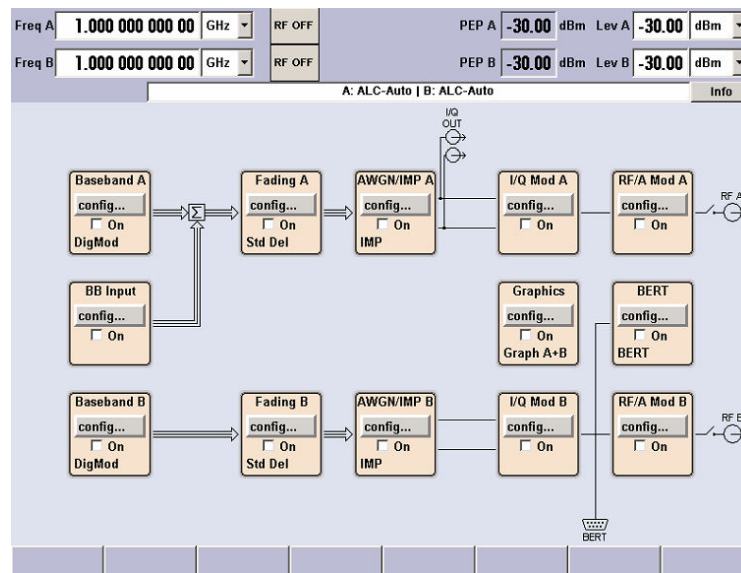 Freq A 1.000 000 000 00 GHz RF OFF PEP A -30.00 dBm Lev A -30.00 dBm
Freq B 1.000 000 000 00 GHz RF OFF PEP B -30.00 dBm Lev B -30.00 dBm
A: ALC-Auto | B: ALC-Auto Info
I/Q
OUT
Baseband A Fading A AWGN/IMP A I/Q Mod A RF/A Mod A
config... config... config... config... config... RF A
On On On On On
DigMod Std Del IMP
BB Input Graphics BERT
config... config... config...
On On On
Graph A+B BERT
Baseband B Fading B AWGN/IMP B I/Q Mod B RF/A Mod B
config... config... config... config... config... RF B
On On On On On
DigMod Std Del IMP
BERT